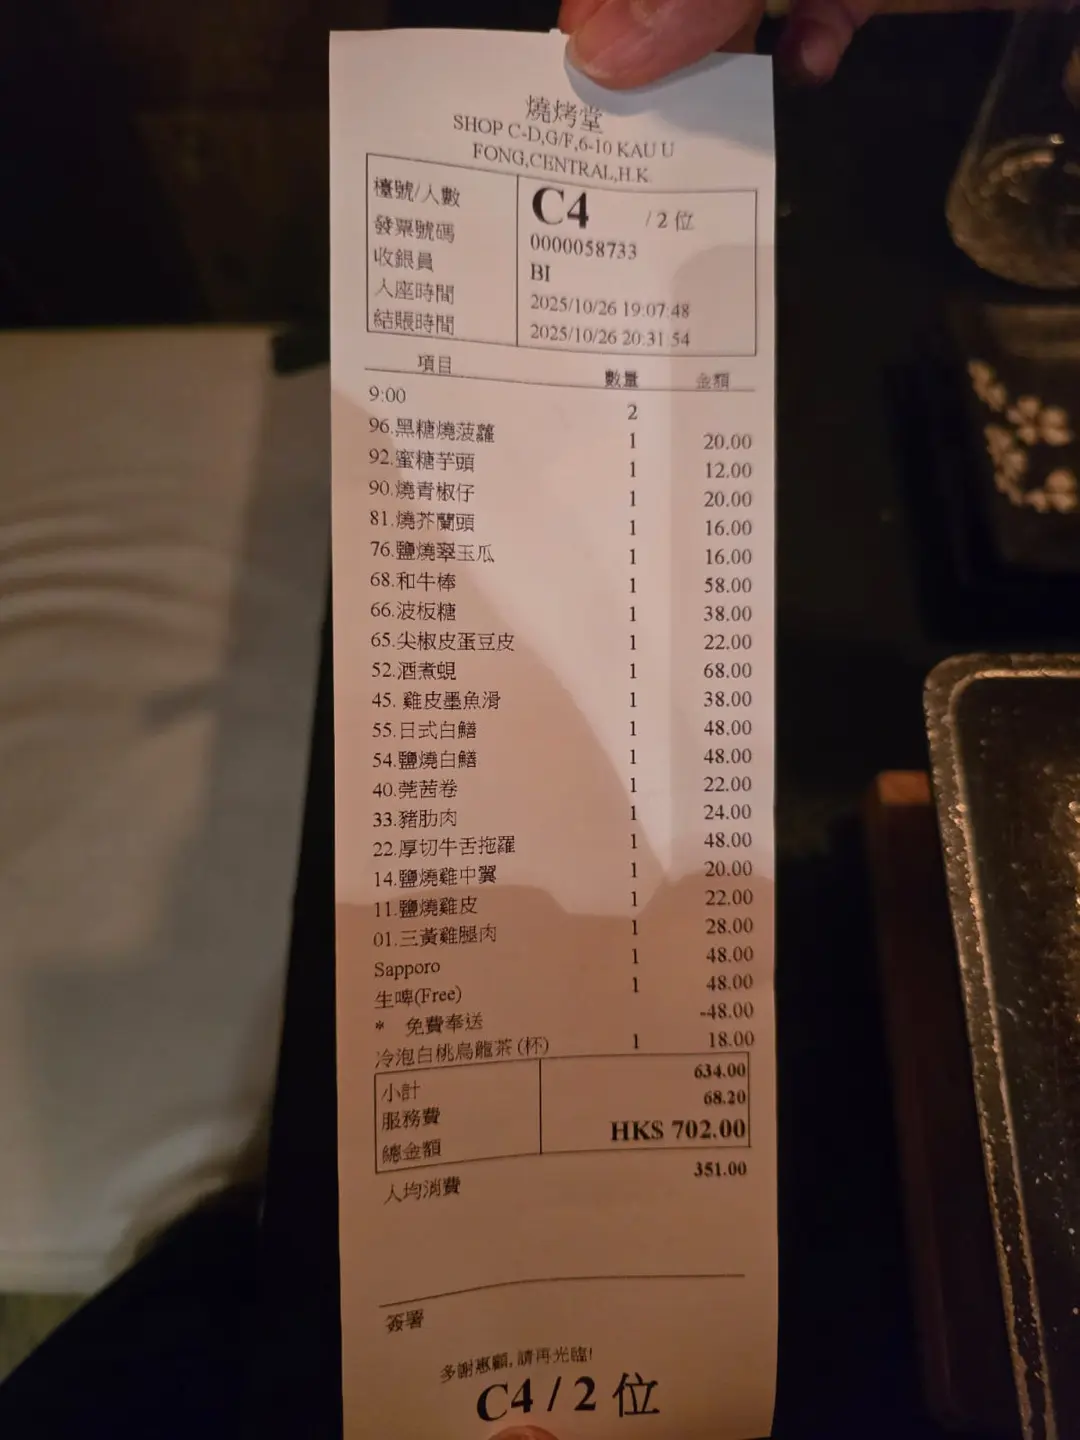 燒烤堂
SHOP C-D,G/F,6-10 KAU U
FONG,CENTRAL,H.K.
檯號/人數 C4 / 2 位
發票號碼 0000058733
收銀員 BI
入座時間 2025/10/26 19:07:48
結賬時間 2025/10/26 20:31:54
項目 數量 金額
9:00 2
96.黑糖燒菠蘿 1 20.00
92.蜜糖芋頭 1 12.00
90.燒青椒仔 1 20.00
81.燒芥蘭頭 1 16.00
76.鹽燒翠玉瓜 1 16.00
68.和牛棒 1 58.00
66.波板糖 1 38.00
65.尖椒皮蛋豆皮 1 22.00
52.酒煮蜆 1 68.00
45. 雞皮墨魚滑 1 38.00
55.日式白鱔 1 48.00
54.鹽燒白鱔 1 48.00
40.莞茜卷 1 22.00
33.豬肋肉 1 24.00
22.厚切牛舌拖羅 1 48.00
14.鹽燒雞中翼 1 20.00
11.鹽燒雞皮 1 22.00
01.三黃雞腿肉 1 28.00
Sapporo 1 48.00
生啤(Free) 1 48.00
* 免費奉送 -48.00
冷泡白桃烏龍茶 (杯) 1 18.00
小計 634.00
服務費 68.20
總金額 HK$ 702.00
人均消費 351.00
簽署
多謝惠顧, 請再光臨!
C4 / 2 位